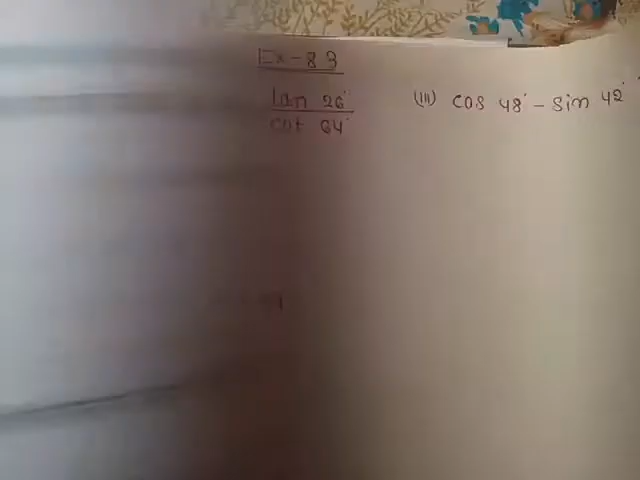 Ex-8.3
tan 26° (iii) cos 48° - sin 42°
cot 64°